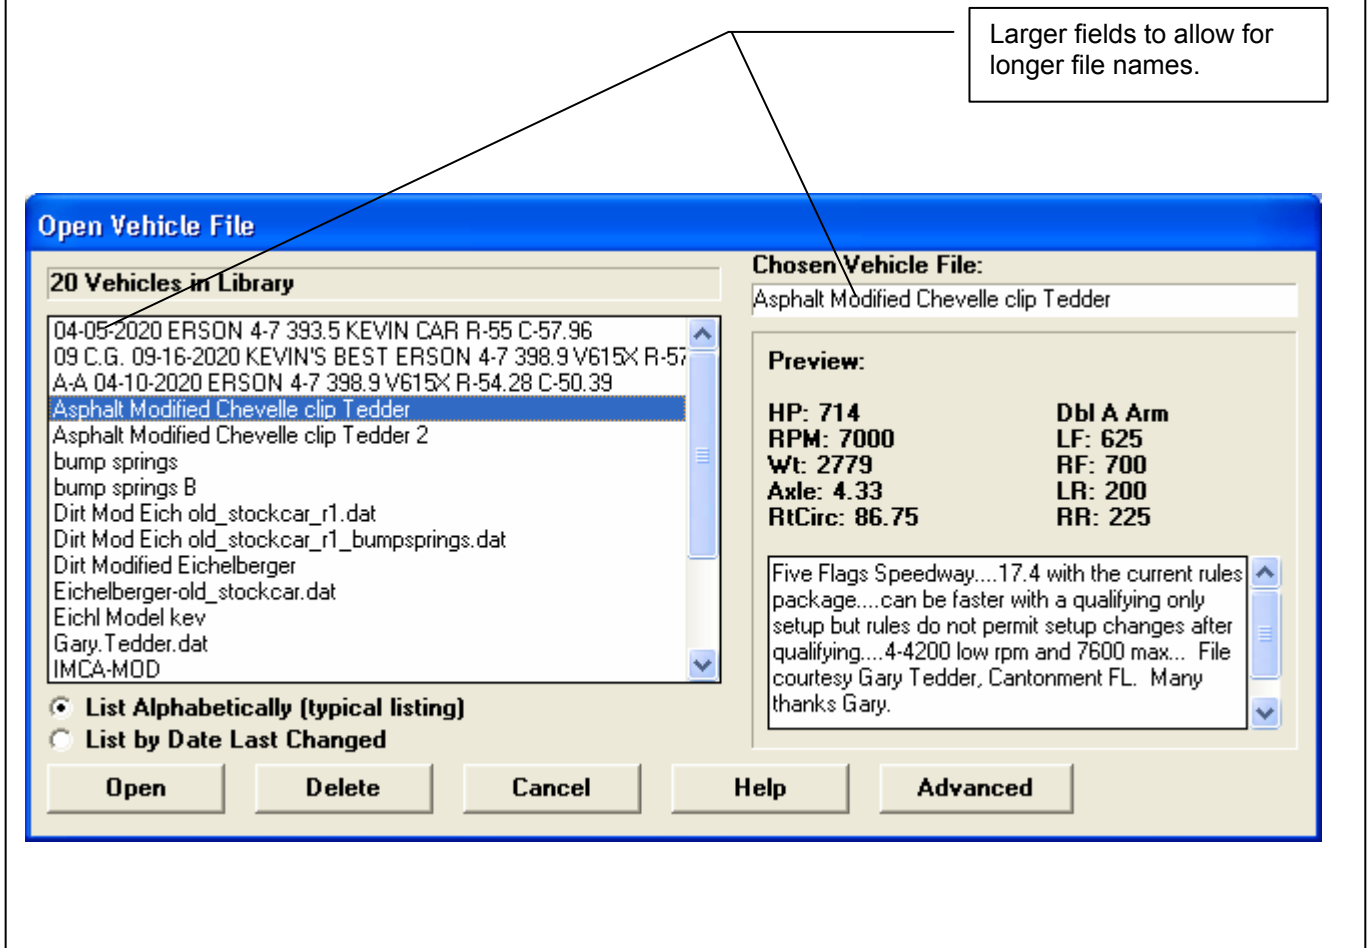 Larger fields to allow for
longer file names.
Open Vehicle File
20 Vehicles in Library
04-05-2020 ERSON 4-7 393.5 KEVIN CAR R-55 C-57.96
09 C.G. 09-16-2020 KEVIN'S BEST ERSON 4-7 398.9 V615X R-57
A-A 04-10-2020 ERSON 4-7 398.9 V615X R-54.28 C-50.39
Asphalt Modified Chevelle clip Tedder
Asphalt Modified Chevelle clip Tedder 2
bump springs
bump springs B
Dirt Mod Eich old_stockcar_r1.dat
Dirt Mod Eich old_stockcar_r1_bumpsprings.dat
Dirt Modified Eichelberger
Eichelberger-old_stockcar.dat
Eichl Model kev
Gary.Tedder.dat
IMCA-MOD
List Alphabetically (typical listing)
List by Date Last Changed
Chosen Vehicle File:
Asphalt Modified Chevelle clip Tedder
Preview:
HP: 714 Dbl A Arm
RPM: 7000 LF: 625
Wt: 2779 RF: 700
Axle: 4.33 LR: 200
RtCirc: 86.75 RR: 225
Five Flags Speedway....17.4 with the current rules
package....can be faster with a qualifying only
setup but rules do not permit setup changes after
qualifying....4-4200 low rpm and 7600 max... File
courtesy Gary Tedder, Cantonment FL. Many
thanks Gary.
Open Delete Cancel Help Advanced